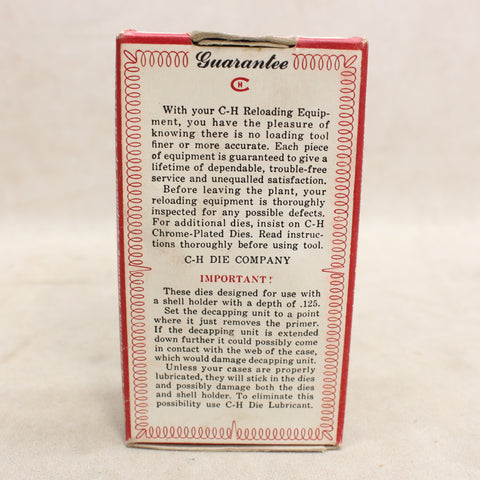 Guarantee
C H
With your C-H Reloading Equip-
ment, you have the pleasure of
knowing there is no loading tool
finer or more accurate. Each piece
of equipment is guaranteed to give a
lifetime of dependable, trouble-free
service and unequalled satisfaction.
Before leaving the plant, your
reloading equipment is thoroughly
inspected for any possible defects.
For additional dies, insist on C-H
Chrome-Plated Dies. Read instruc-
tions thoroughly before using tool.
C-H DIE COMPANY
IMPORTANT!
These dies designed for use with
a shell holder with a depth of .125.
Set the decapping unit to a point
where it just removes the primer.
If the decapping unit is extended
down further it could possibly come
in contact with the web of the case,
which would damage decapping unit.
Unless your cases are properly
lubricated, they will stick in the dies
and possibly damage both the dies
and shell holder. To eliminate this
possibility use C-H Die Lubricant.